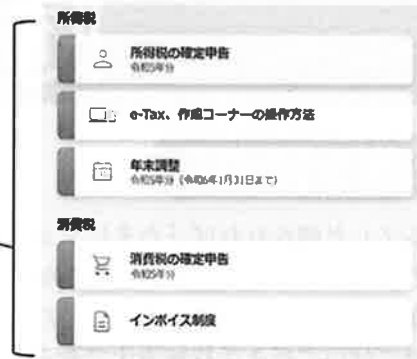 所得税
所得税の確定申告
令和5年分
e-Tax、作成コーナーの操作方法
年末調整
令和5年分（令和6年1月31日まで）
消費税
消費税の確定申告
令和5年分
インボイス制度